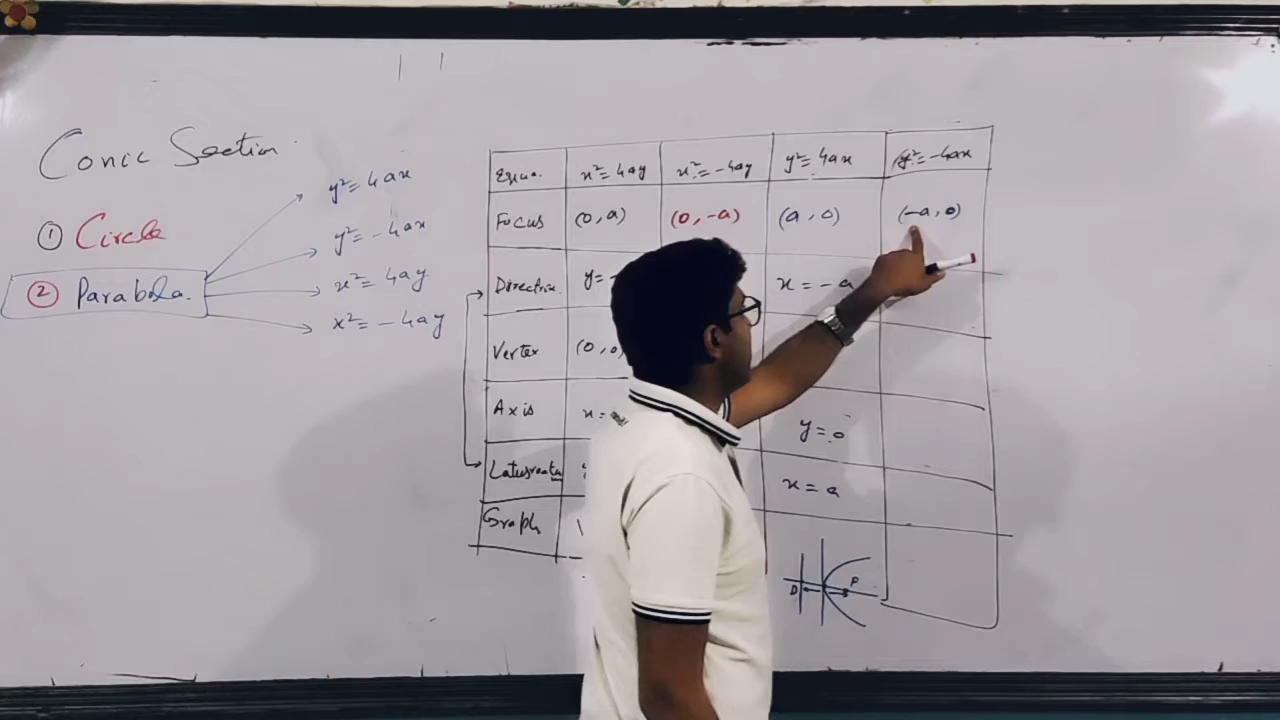 Conic Section
① Circle
② Parabola.
y² = 4ax
y² = -4ax
x² = 4ay
x² = -4ay
Equa. x² = 4ay x² = -4ay y² = 4ax y² = -4ax
Focus (0, a) (0, -a) (a, 0) (-a, 0)
Directrix y = x = -a
Vertex (0, 0)
Axis x = y = 0
Latusrectum x = a
Graph
D F